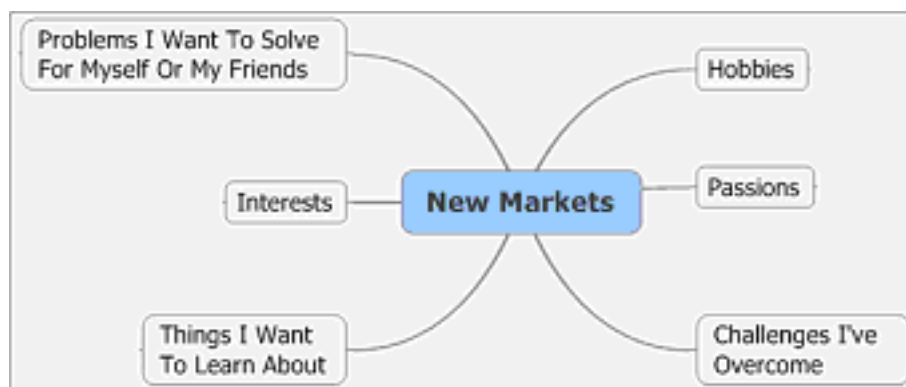 Problems I Want To Solve
For Myself Or My Friends
Hobbies
Interests
New Markets
Passions
Things I Want
To Learn About
Challenges I've
Overcome